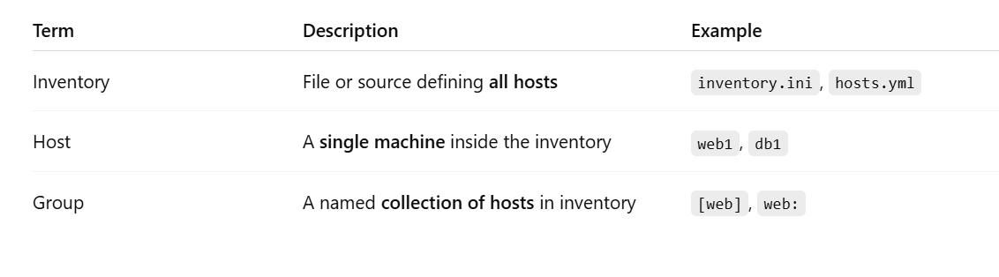 Term Description Example
Inventory File or source defining all hosts inventory.ini, hosts.yml
Host A single machine inside the inventory web1, db1
Group A named collection of hosts in inventory [web], web: